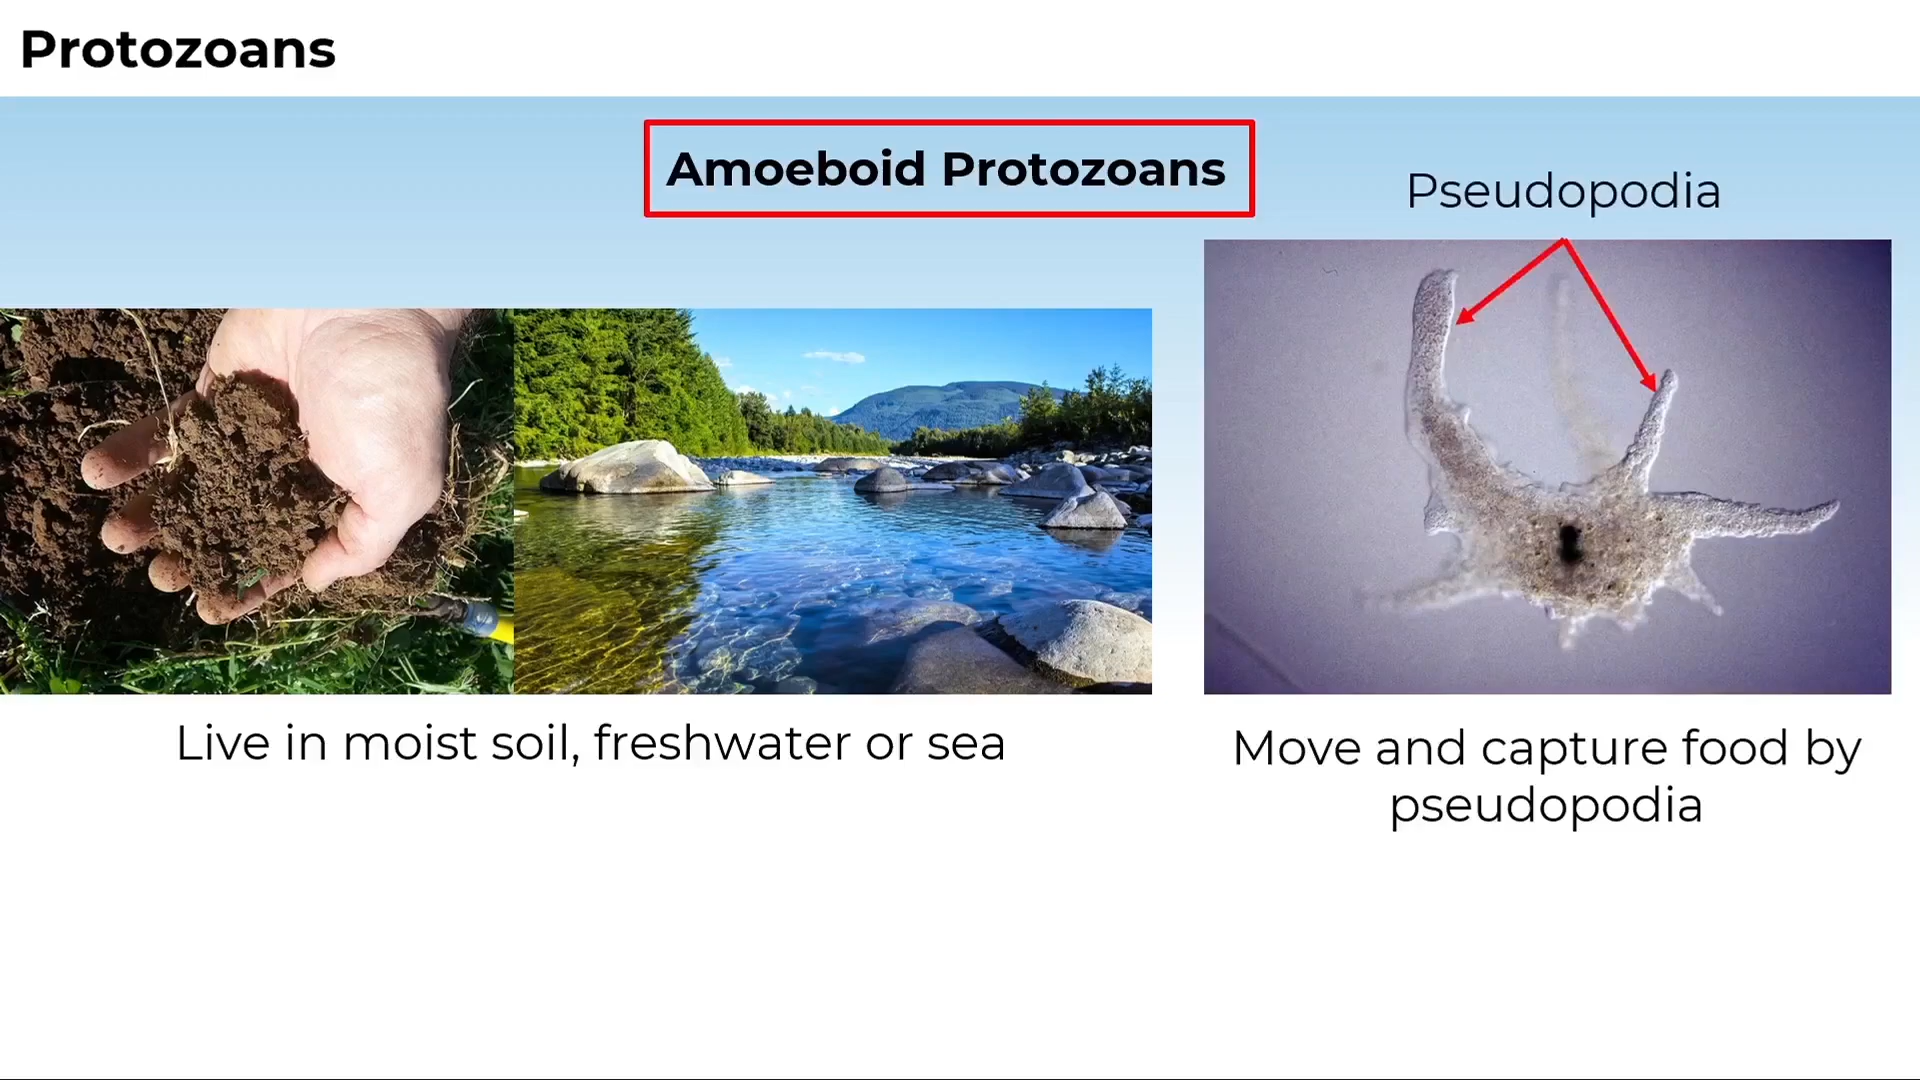 Protozoans
Amoeboid Protozoans
Pseudopodia
Live in moist soil, freshwater or sea
Move and capture food by
pseudopodia